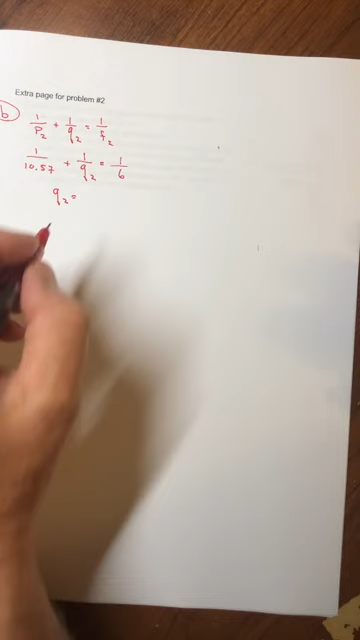 Extra page for problem #2
b
1/P₂ + 1/q₂ = 1/f₂
1/10.57 + 1/q₂ = 1/6
q₂ =